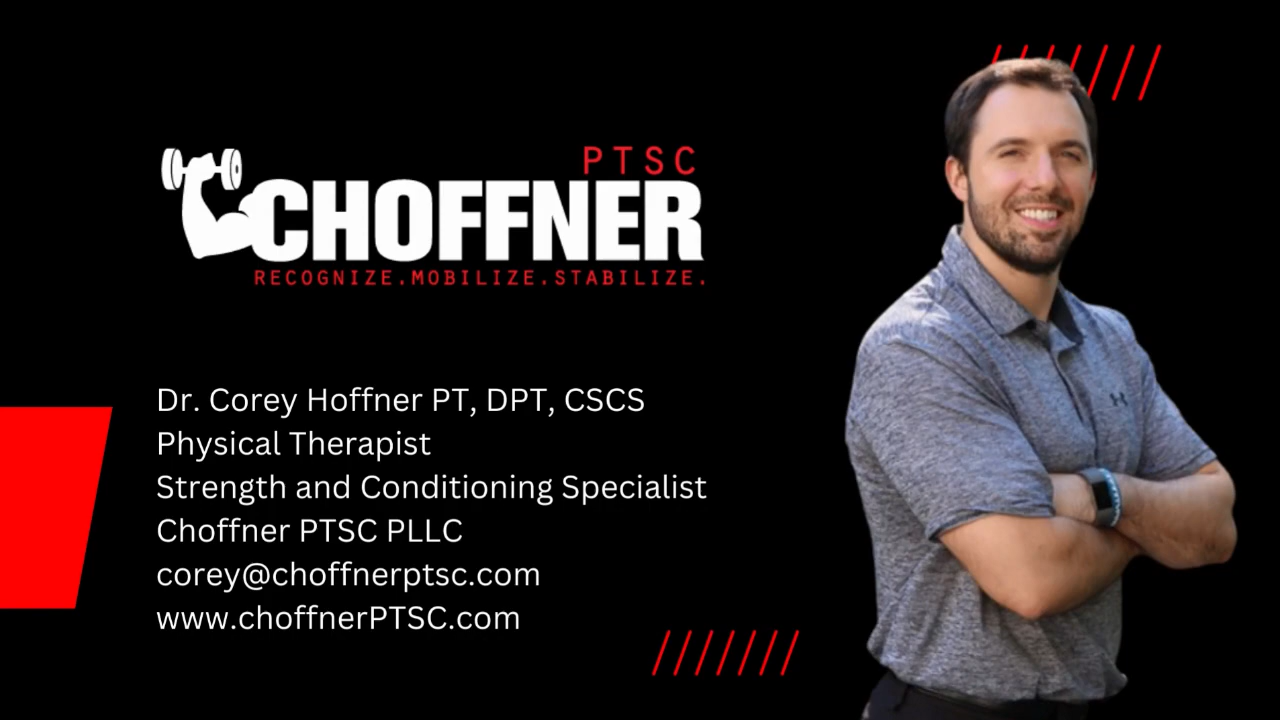 PTSC
CHOFFNER
RECOGNIZE.MOBILIZE.STABILIZE.
Dr. Corey Hoffner PT, DPT, CSCS
Physical Therapist
Strength and Conditioning Specialist
Choffner PTSC PLLC
corey@choffnerptsc.com
www.choffnerPTSC.com